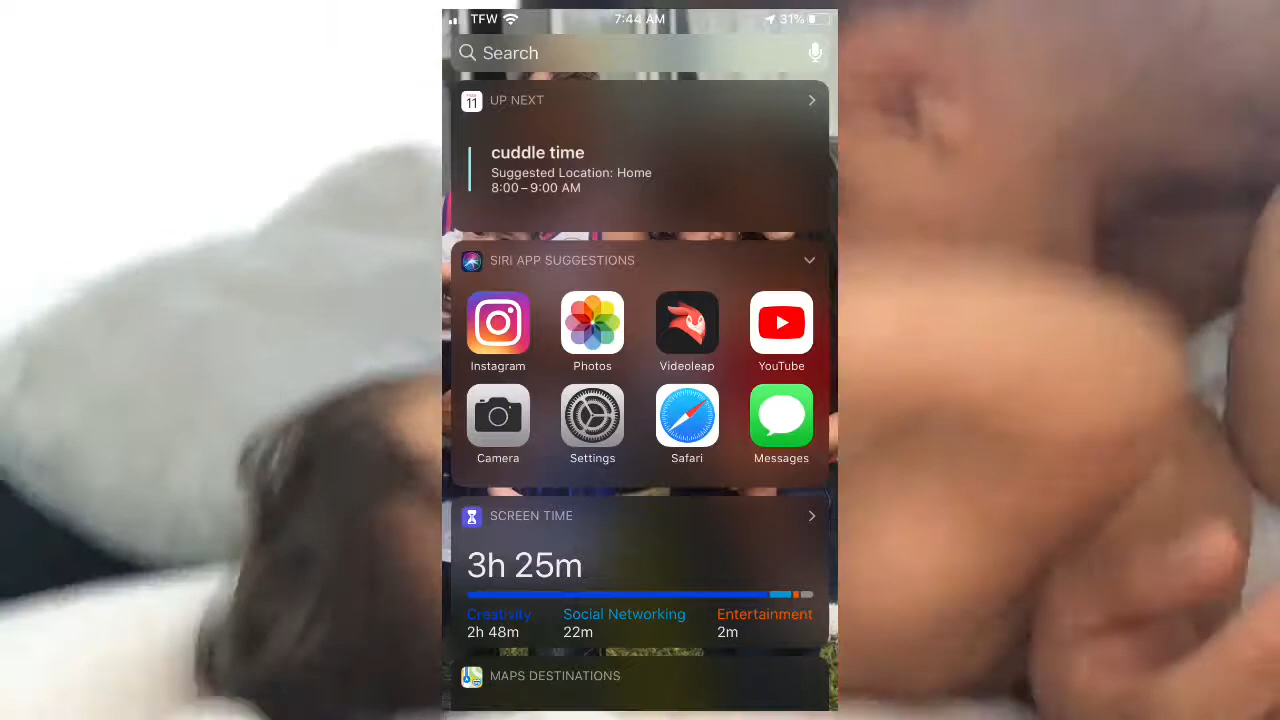 TFW 7:44 AM 31%
Search
11 UP NEXT
cuddle time
Suggested Location: Home
8:00 – 9:00 AM
SIRI APP SUGGESTIONS
Instagram Photos Videoleap YouTube
Camera Settings Safari Messages
SCREEN TIME
3h 25m
Creativity Social Networking Entertainment
2h 48m 22m 2m
MAPS DESTINATIONS